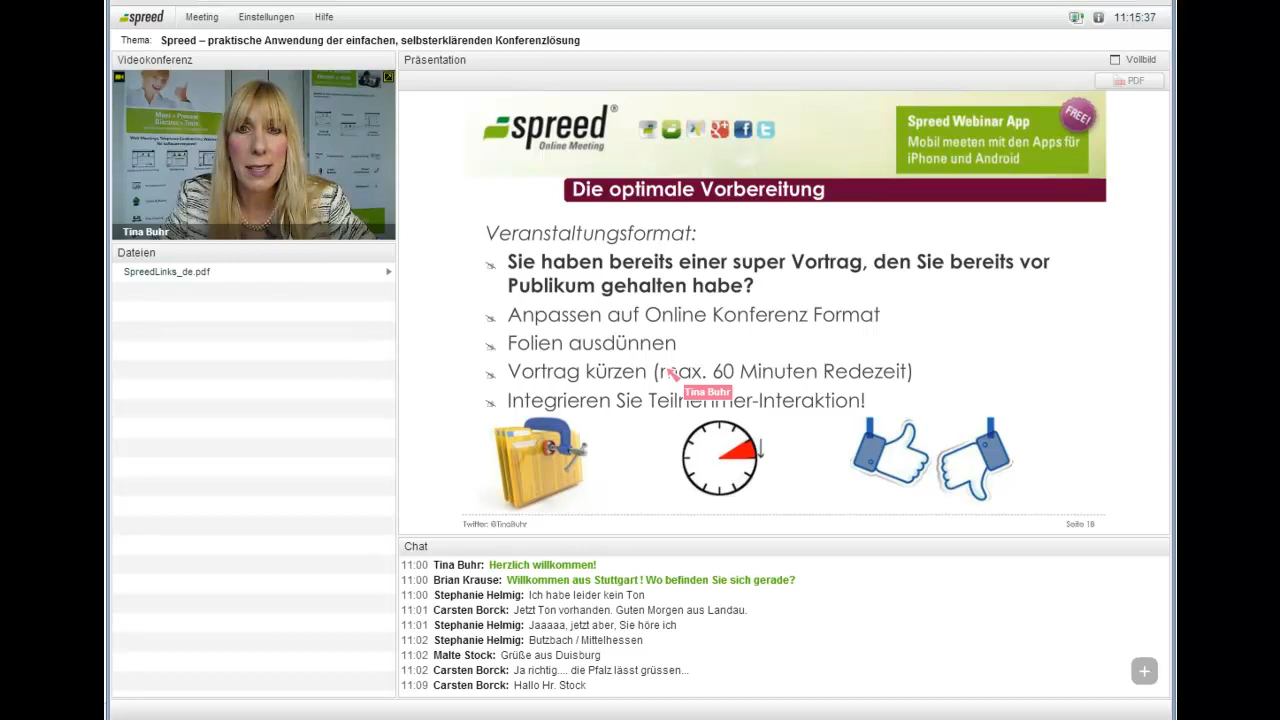 spreed Meeting Einstellungen Hilfe 11:15:37
Thema: Spreed – praktische Anwendung der einfachen, selbsterklärenden Konferenzlösung
Videokonferenz
Tina Buhr
Dateien
SpreedLinks_de.pdf
Präsentation Vollbild
PDF
spreed®
Online Meeting
FREE!
Spreed Webinar App
Mobil meeten mit den Apps für
iPhone und Android
Die optimale Vorbereitung
Veranstaltungsformat:
Sie haben bereits einer super Vortrag, den Sie bereits vor
Publikum gehalten habe?
Anpassen auf Online Konferenz Format
Folien ausdünnen
Vortrag kürzen (max. 60 Minuten Redezeit)
Tina Buhr
Integrieren Sie Teilnehmer-Interaktion!
Twitter: @TinaBuhr Seite 18
Chat
11:00 Tina Buhr: Herzlich willkommen!
11:00 Brian Krause: Willkommen aus Stuttgart ! Wo befinden Sie sich gerade?
11:00 Stephanie Helmig: Ich habe leider kein Ton
11:01 Carsten Borck: Jetzt Ton vorhanden. Guten Morgen aus Landau.
11:01 Stephanie Helmig: Jaaaaa, jetzt aber, Sie höre ich
11:02 Stephanie Helmig: Butzbach / Mittelhessen
11:02 Malte Stock: Grüße aus Duisburg
11:02 Carsten Borck: Ja richtig.... die Pfalz lässt grüssen...
11:09 Carsten Borck: Hallo Hr. Stock